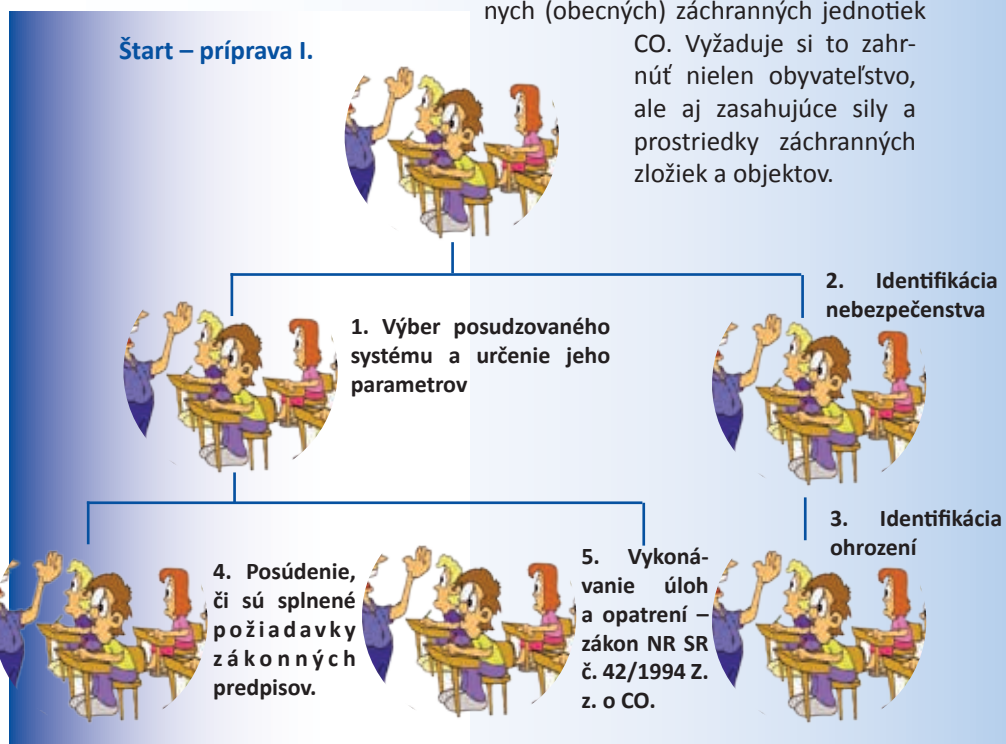 nych (obecných) záchranných jednotiek
CO. Vyžaduje si to zahr-
núť nielen obyvateľstvo,
ale aj zasahujúce sily a
prostriedky záchranných
zložiek a objektov.
Štart – príprava I.
1. Výber posudzovaného
systému a určenie jeho
parametrov
2. Identifikácia
nebezpečenstva
3. Identifikácia
ohrození
4. Posúdenie,
či sú splnené
požiadavky
zákonných
predpisov.
5. Vykoná-
vanie úloh
a opatrení –
zákon NR SR
č. 42/1994 Z.
z. o CO.